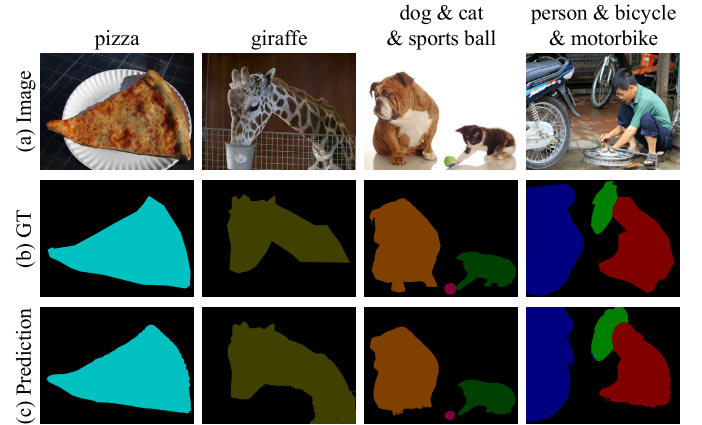 pizza
giraffe
dog & cat
& sports ball
person & bicycle
& motorbike
(a) Image
(b) GT
(c) Prediction